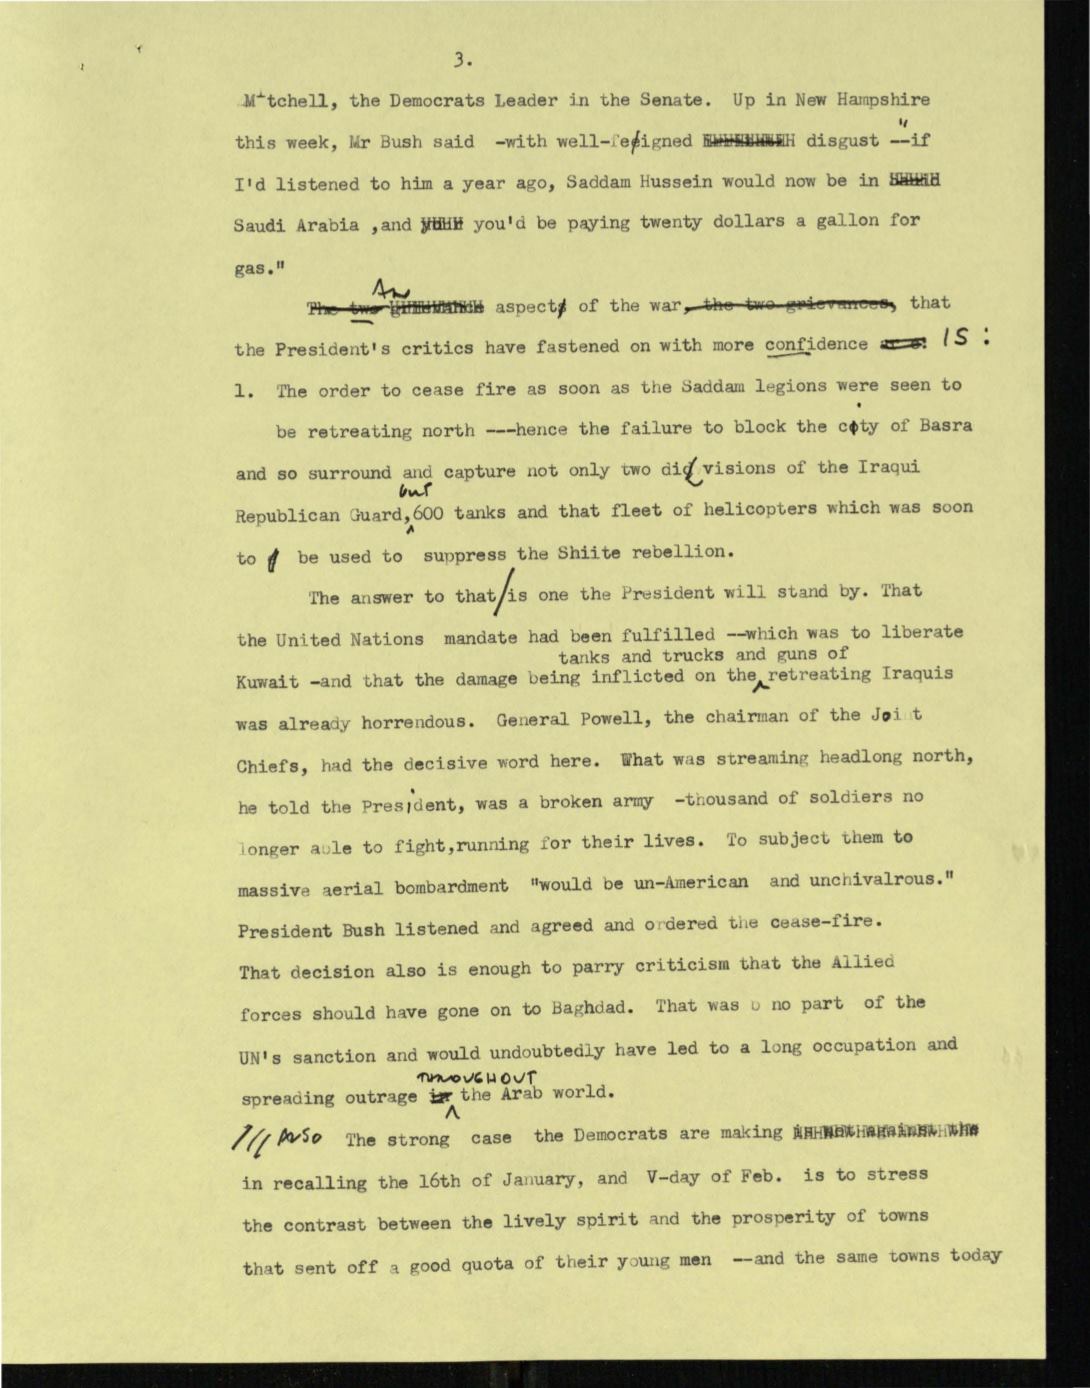 3.
Mitchell, the Democrats Leader in the Senate.  Up in New Hampshire
this week, Mr Bush said  -with well-feigned disgust --"if
I'd listened to him a year ago, Saddam Hussein would now be in
Saudi Arabia ,and you'd be paying twenty dollars a gallon for
gas."
An
The two aspect of the war, the two grievances, that
the President's critics have fastened on with more confidence IS :
1.  The order to cease fire as soon as the Saddam legions were seen to
be retreating north ---hence the failure to block the city of Basra
and so surround and capture not only two divisions of the Iraqui
but
Republican Guard,600 tanks and that fleet of helicopters which was soon
to be used to  suppress the Shiite rebellion.
The answer to that/is one the President will stand by. That
the United Nations  mandate had been fulfilled --which was to liberate
tanks and trucks and guns of
Kuwait -and that the damage being inflicted on the retreating Iraquis
was already horrendous.  General Powell, the chairman of the Joint
Chiefs, had the decisive word here.  What was streaming headlong north,
he told the President, was a broken army  -thousand of soldiers no
longer able to fight,running for their lives.  To subject them to
massive aerial bombardment  "would be un-American  and unchivalrous."
President Bush listened and agreed and ordered the cease-fire.
That decision also is enough to parry criticism that the Allied
forces should have gone on to Baghdad.  That was no part  of the
UN's sanction and would undoubtedly have led to a long occupation and
THROUGHOUT
spreading outrage in the Arab world.
Also The strong  case  the Democrats are making is not against the
in recalling the 16th of January, and  V-day of Feb.  is to stress
the contrast between the lively spirit and the prosperity of towns
that sent off a good quota of their young men  --and the same towns today